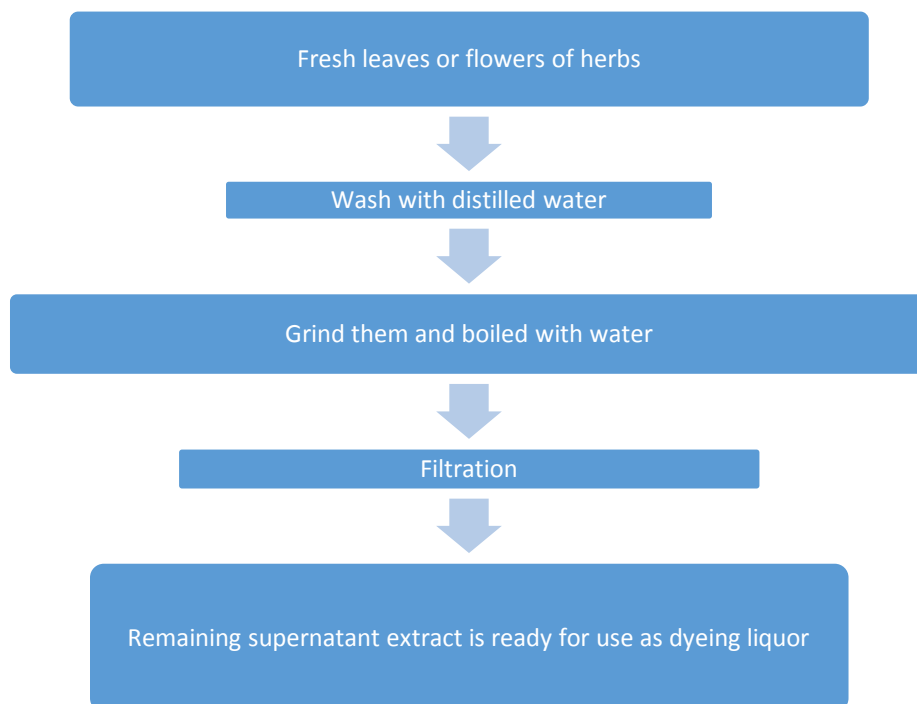 Fresh leaves or flowers of herbs
Wash with distilled water
Grind them and boiled with water
Filtration
Remaining supernatant extract is ready for use as dyeing liquor